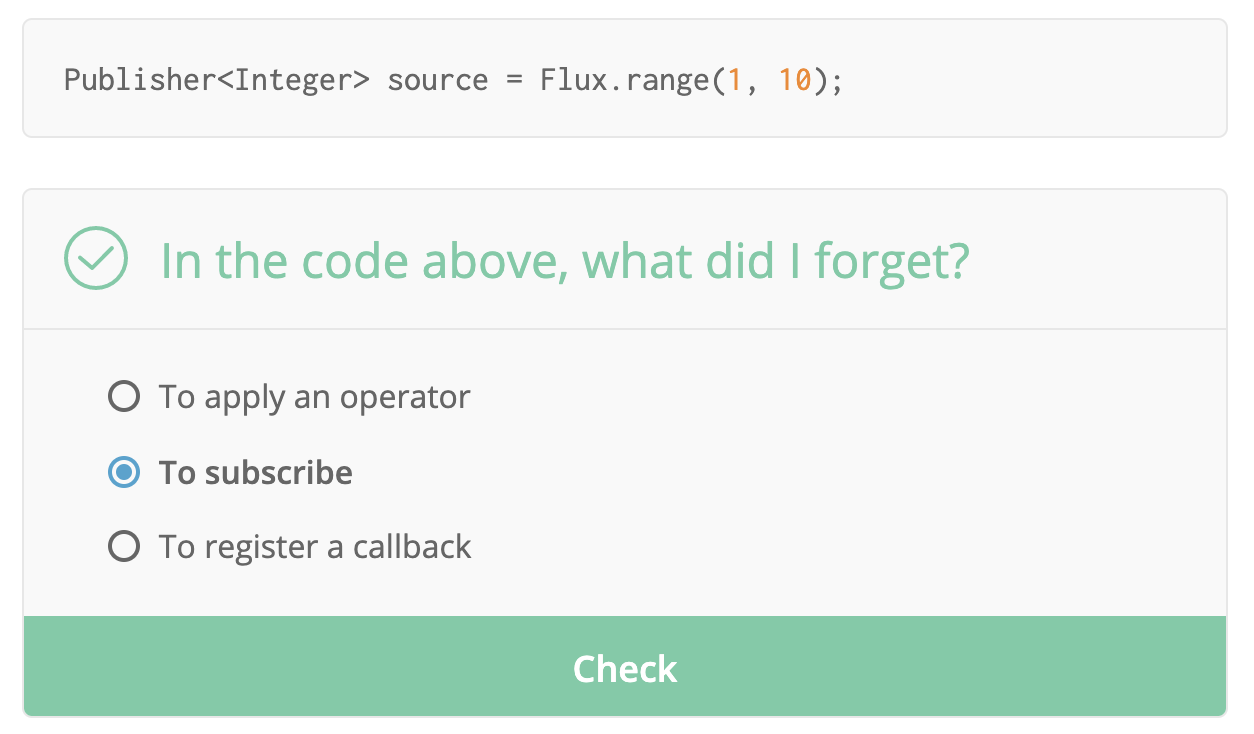 Publisher<Integer> source = Flux.range(1, 10);
In the code above, what did I forget?
To apply an operator
To subscribe
To register a callback
Check